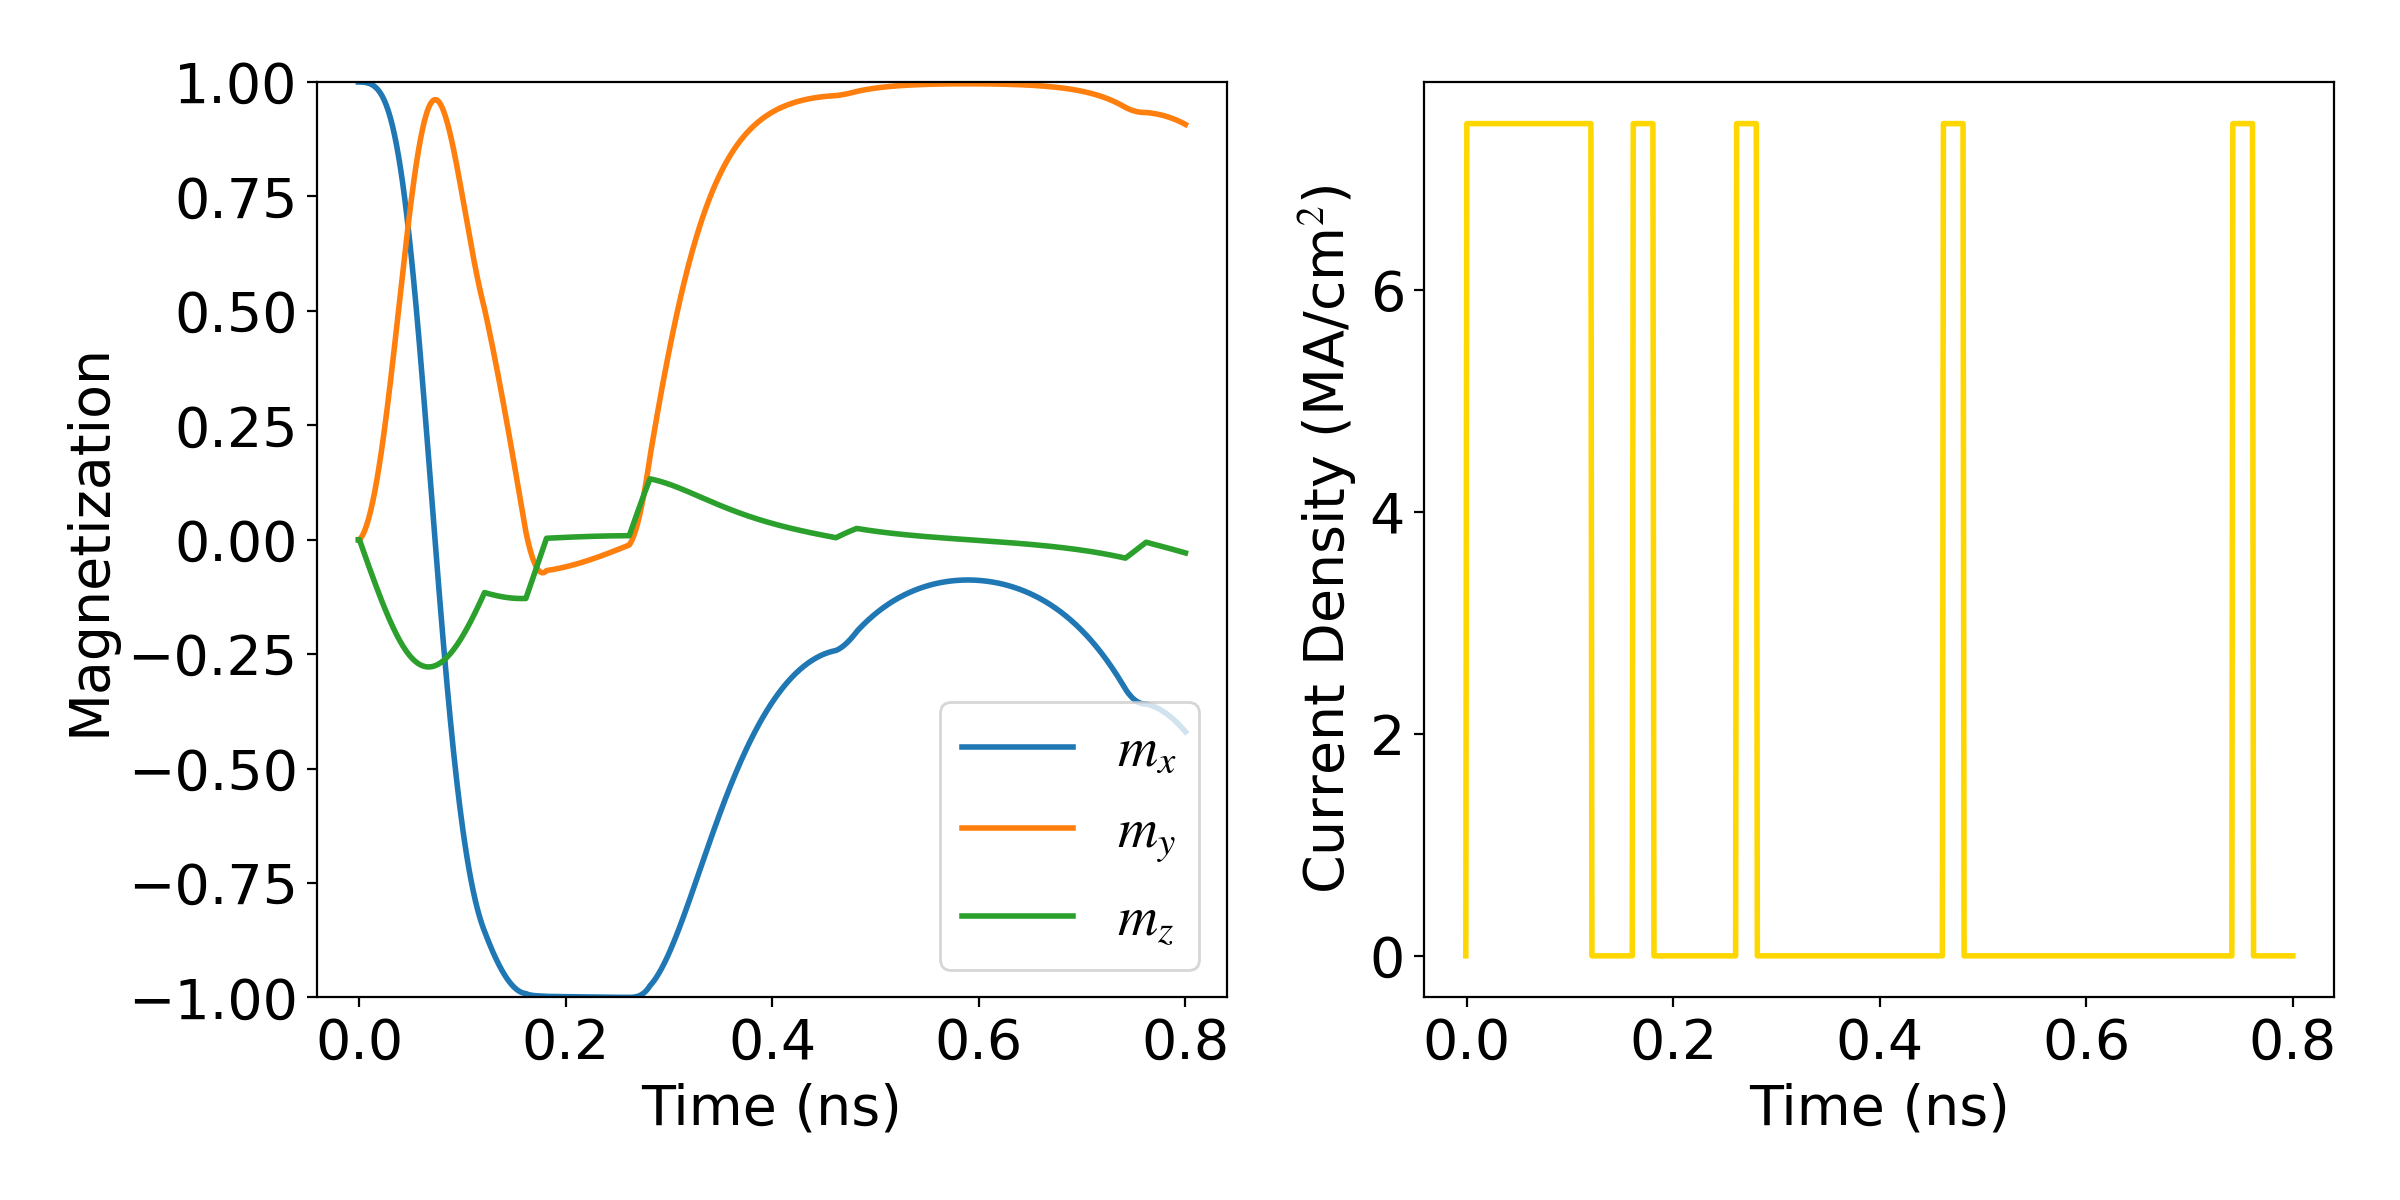 1.00
0.75
0.50
0.25
0.00
−0.25
−0.50
−0.75
−1.00
Magnetization
0.0 0.2 0.4 0.6 0.8
Time (ns)
m_x
m_y
m_z
6
4
2
0
Current Density (MA/cm²)
0.0 0.2 0.4 0.6 0.8
Time (ns)